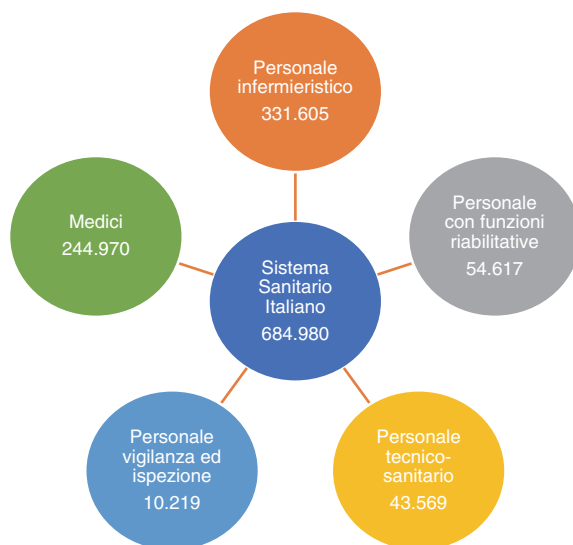 Personale
infermieristico
331.605
Medici
244.970
Personale
con funzioni
riabilitative
54.617
Sistema
Sanitario
Italiano
684.980
Personale
vigilanza ed
ispezione
10.219
Personale
tecnico-
sanitario
43.569